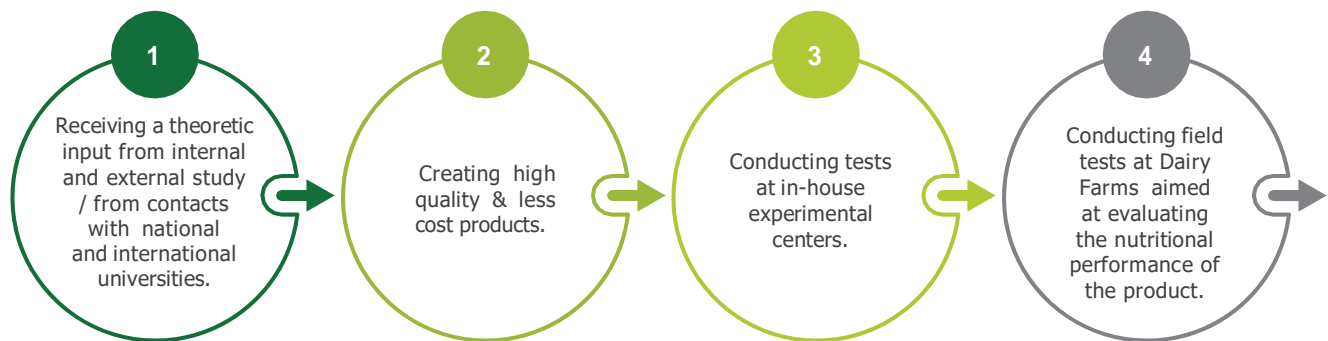 1
Receiving a theoretic
input from internal
and external study
/ from contacts
with national
and international
universities.
2
Creating high
quality & less
cost products.
3
Conducting tests
at in-house
experimental
centers.
4
Conducting field
tests at Dairy
Farms aimed
at evaluating
the nutritional
performance of
the product.